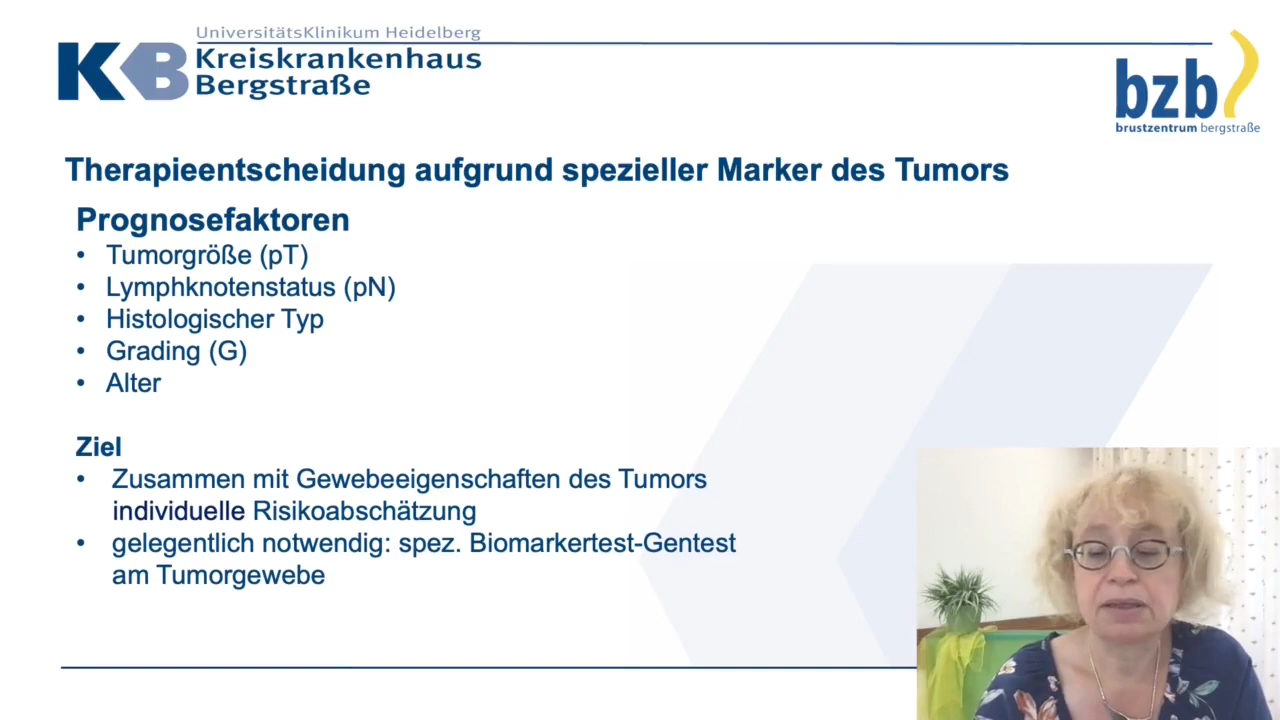 UniversitätsKlinikum Heidelberg
KB Kreiskrankenhaus
Bergstraße
bzb
brustzentrum bergstraße
Therapieentscheidung aufgrund spezieller Marker des Tumors
Prognosefaktoren
• Tumorgröße (pT)
• Lymphknotenstatus (pN)
• Histologischer Typ
• Grading (G)
• Alter
Ziel
• Zusammen mit Gewebeeigenschaften des Tumors
individuelle Risikoabschätzung
• gelegentlich notwendig: spez. Biomarkertest-Gentest
am Tumorgewebe